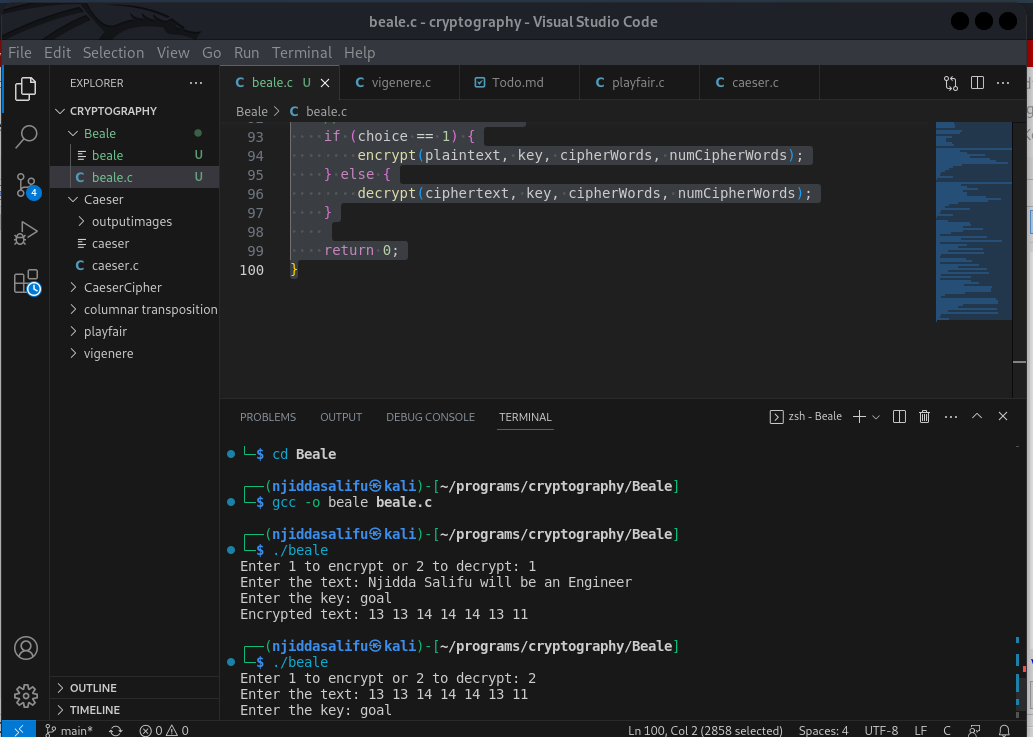 beale.c - cryptography - Visual Studio Code
File Edit Selection View Go Run Terminal Help
EXPLORER
CRYPTOGRAPHY
Beale
beale U
beale.c U
Caeser
outputimages
caeser
C caeser.c
CaeserCipher
columnar transposition
playfair
vigenere
OUTLINE
TIMELINE
4
C beale.c U
C vigenere.c
Todo.md
C playfair.c
C caeser.c
Beale > C beale.c
93 if (choice == 1) {
94 encrypt(plaintext, key, cipherWords, numCipherWords);
95 } else {
96 decrypt(ciphertext, key, cipherWords, numCipherWords);
97 }
98
99 return 0;
100 }
PROBLEMS OUTPUT DEBUG CONSOLE TERMINAL
zsh - Beale
└─$ cd Beale
┌──(njiddasalifu㉿kali)-[~/programs/cryptography/Beale]
└─$ gcc -o beale beale.c
┌──(njiddasalifu㉿kali)-[~/programs/cryptography/Beale]
└─$ ./beale
Enter 1 to encrypt or 2 to decrypt: 1
Enter the text: Njidda Salifu will be an Engineer
Enter the key: goal
Encrypted text: 13 13 14 14 14 13 11
┌──(njiddasalifu㉿kali)-[~/programs/cryptography/Beale]
└─$ ./beale
Enter 1 to encrypt or 2 to decrypt: 2
Enter the text: 13 13 14 14 14 13 11
Enter the key: goal
main* 0 0 Ln 100, Col 2 (2858 selected) Spaces: 4 UTF-8 LF C